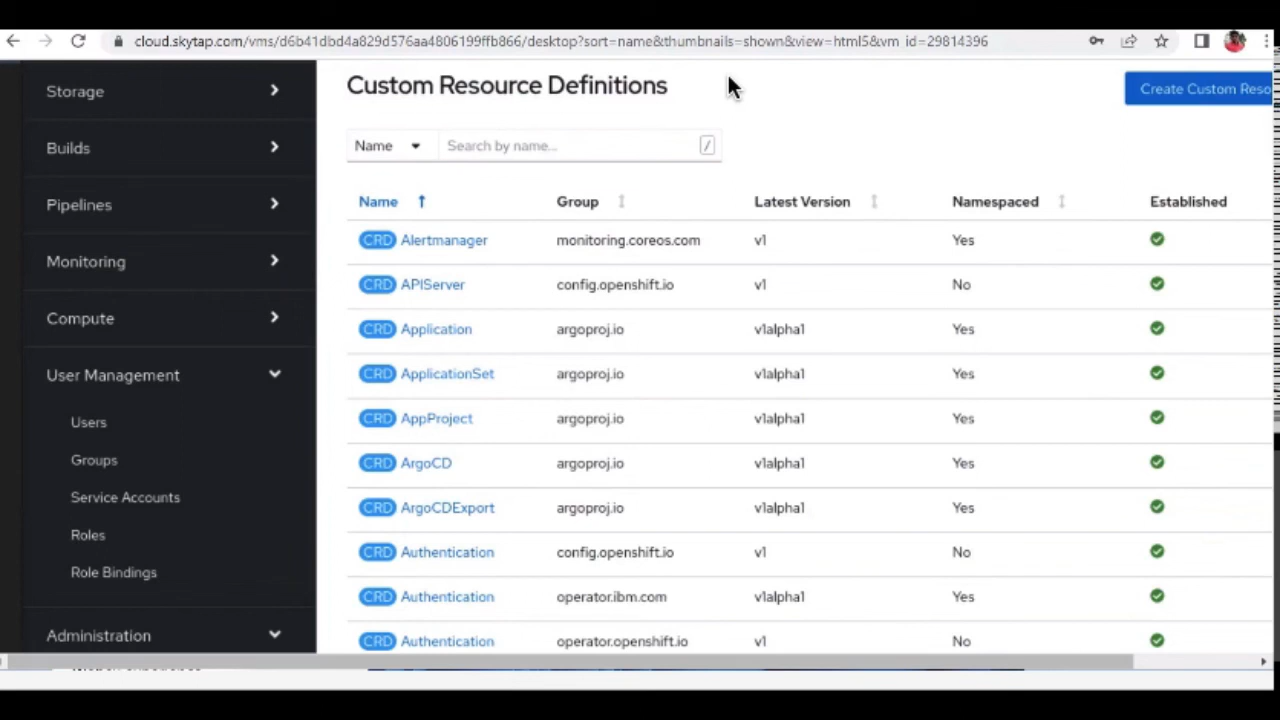 cloud.skytap.com/vms/d6b41dbd4a829d576aa4806199ffb866/desktop?sort=name&thumbnails=shown&view=html5&vm_id=29814396
Storage
Builds
Pipelines
Monitoring
Compute
User Management
Users
Groups
Service Accounts
Roles
Role Bindings
Administration
Custom Resource Definitions
Create Custom Reso
Name Search by name... /
Name Group Latest Version Namespaced Established
CRD Alertmanager monitoring.coreos.com v1 Yes
CRD APIServer config.openshift.io v1 No
CRD Application argoproj.io v1alpha1 Yes
CRD ApplicationSet argoproj.io v1alpha1 Yes
CRD AppProject argoproj.io v1alpha1 Yes
CRD ArgoCD argoproj.io v1alpha1 Yes
CRD ArgoCDExport argoproj.io v1alpha1 Yes
CRD Authentication config.openshift.io v1 No
CRD Authentication operator.ibm.com v1alpha1 Yes
CRD Authentication operator.openshift.io v1 No